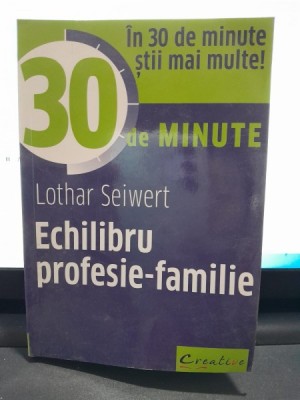 În 30 de minute
știi mai multe!
30
de MINUTE
Lothar Seiwert
Echilibru
profesie-familie
Creative